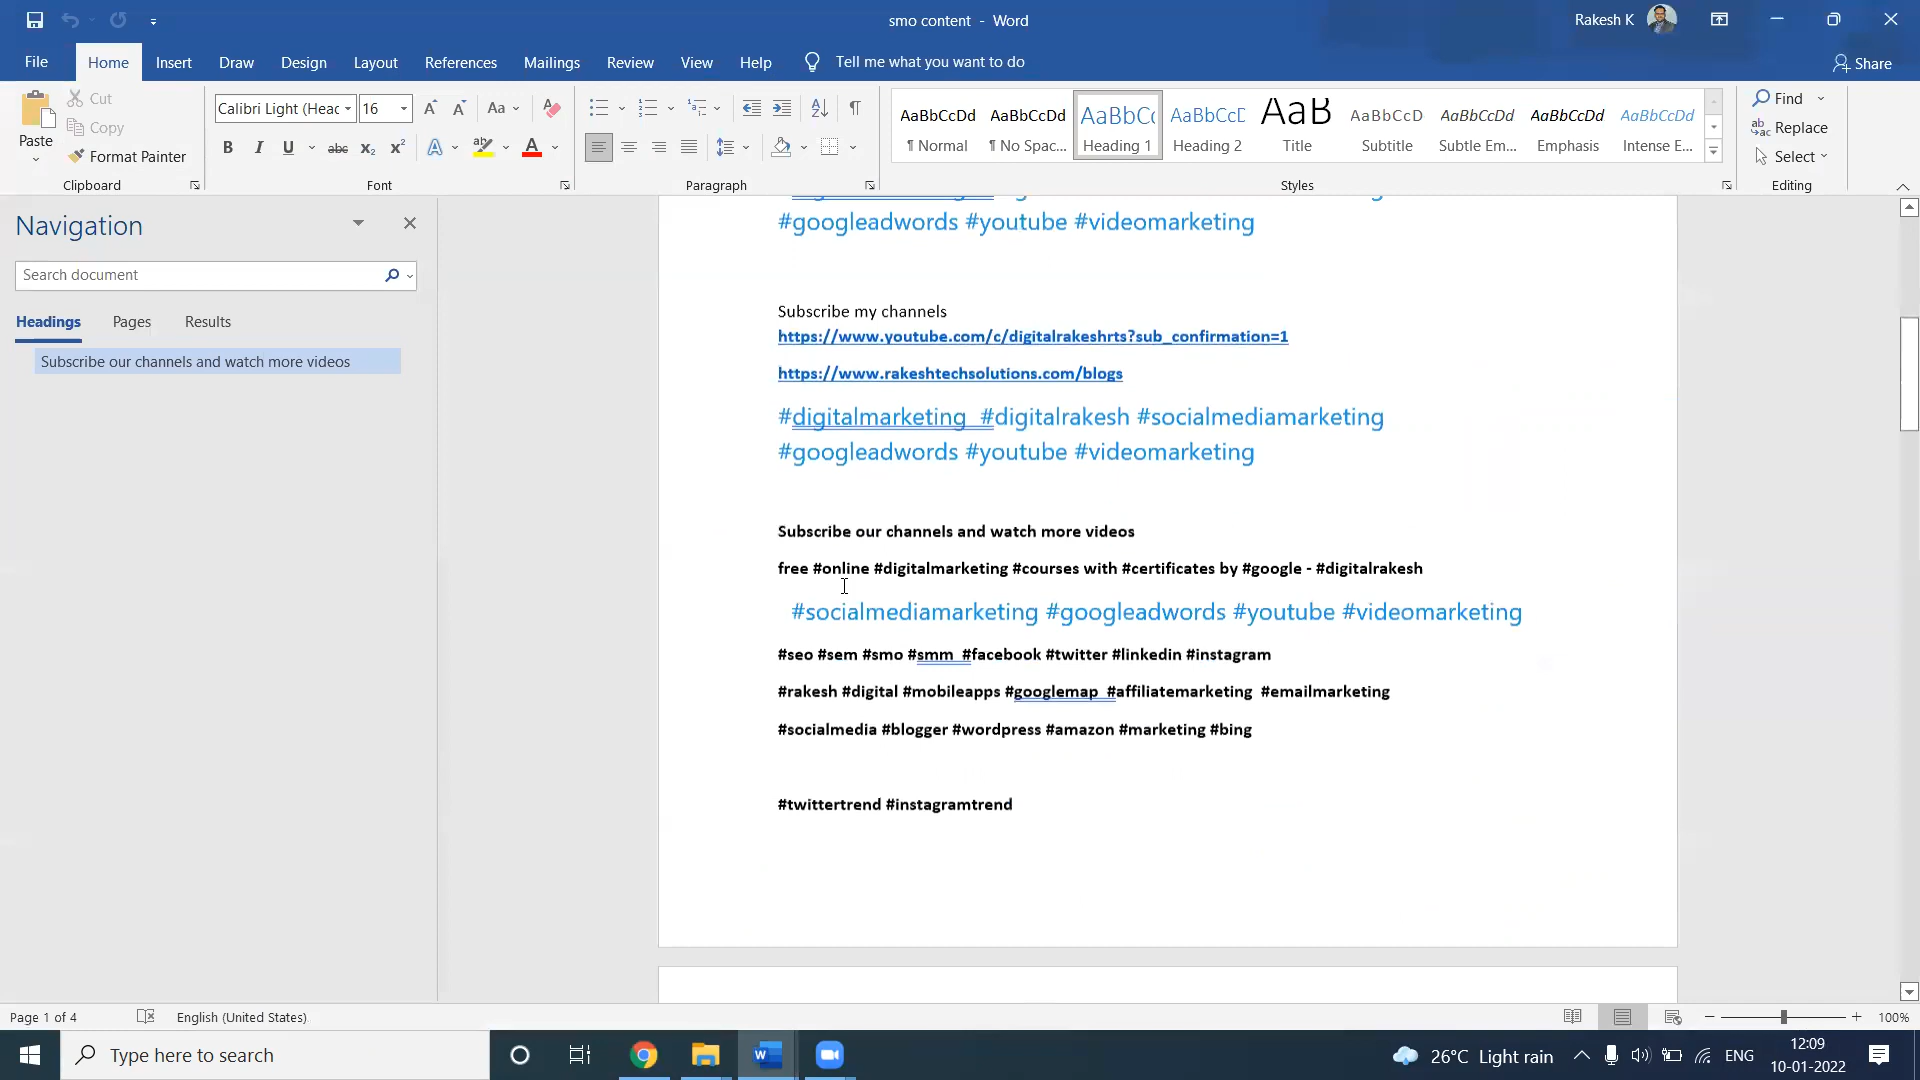 smo content - Word
Rakesh K
File Home Insert Draw Design Layout References Mailings Review View Help Tell me what you want to do
Share
Paste
Cut
Copy
Format Painter
Clipboard
Calibri Light (Heac 16
Aa
B I U abc x₂ x² A A
Font
Paragraph
AaBbCcDd AaBbCcDd AaBbCc AaBbCcD AaB AaBbCcD AaBbCcDd AaBbCcDd AaBbCcDd
¶ Normal ¶ No Spac... Heading 1 Heading 2 Title Subtitle Subtle Em... Emphasis Intense E...
Styles
Find
Replace
Select
Editing
Navigation
Search document
Headings Pages Results
Subscribe our channels and watch more videos
#googleadwords #youtube #videomarketing
Subscribe my channels
https://www.youtube.com/c/digitalrakeshrts?sub_confirmation=1
https://www.rakeshtechsolutions.com/blogs
#digitalmarketing  #digitalrakesh #socialmediamarketing
#googleadwords #youtube #videomarketing
Subscribe our channels and watch more videos
free #online #digitalmarketing #courses with #certificates by #google - #digitalrakesh
#socialmediamarketing #googleadwords #youtube #videomarketing
#seo #sem #smo #smm  #facebook #twitter #linkedin #instagram
#rakesh #digital #mobileapps #googlemap  #affiliatemarketing  #emailmarketing
#socialmedia #blogger #wordpress #amazon #marketing #bing
#twittertrend #instagramtrend
Page 1 of 4
English (United States)
100%
Type here to search
26°C Light rain
ENG
12:09
10-01-2022